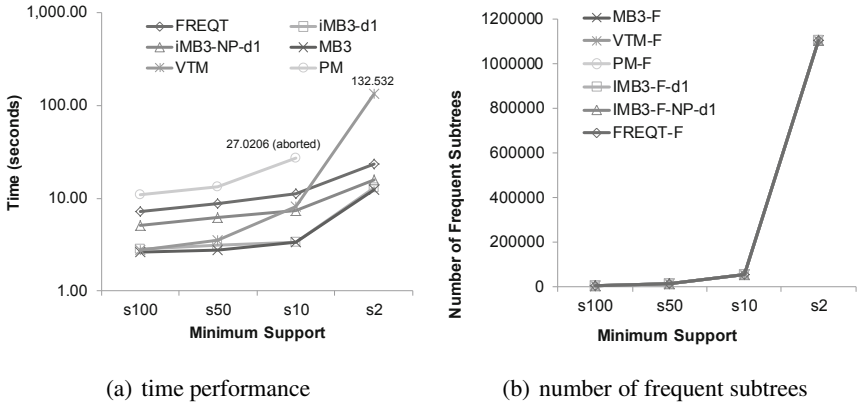 1,000.00
100.00
10.00
1.00
Time (seconds)
FREQT
iMB3-d1
iMB3-NP-d1
MB3
VTM
PM
132.532
27.0206 (aborted)
s100 s50 s10 s2
Minimum Support
(a) time performance
1200000
1000000
800000
600000
400000
200000
0
Number of Frequent Subtrees
MB3-F
VTM-F
PM-F
IMB3-F-d1
IMB3-F-NP-d1
FREQT-F
s100 s50 s10 s2
Minimum Support
(b) number of frequent subtrees